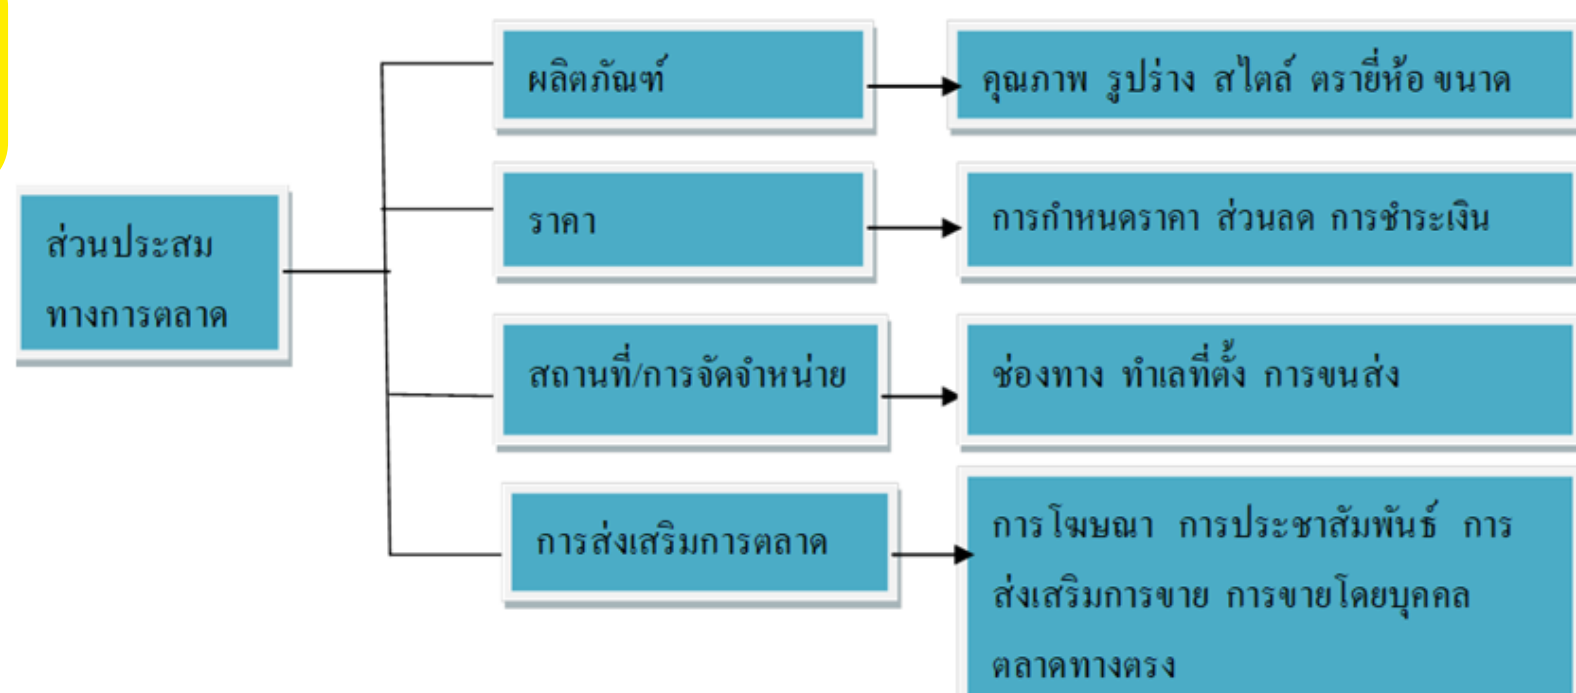 ส่วนประสม
ทางการตลาด
ผลิตภัณฑ์
คุณภาพ รูปร่าง สไตล์ ตรายี่ห้อ ขนาด
ราคา
การกำหนดราคา ส่วนลด การชำระเงิน
สถานที่/การจัดจำหน่าย
ช่องทาง ทำเลที่ตั้ง การขนส่ง
การส่งเสริมการตลาด
การโฆษณา การประชาสัมพันธ์ การ
ส่งเสริมการขาย การขายโดยบุคคล
ตลาดทางตรง